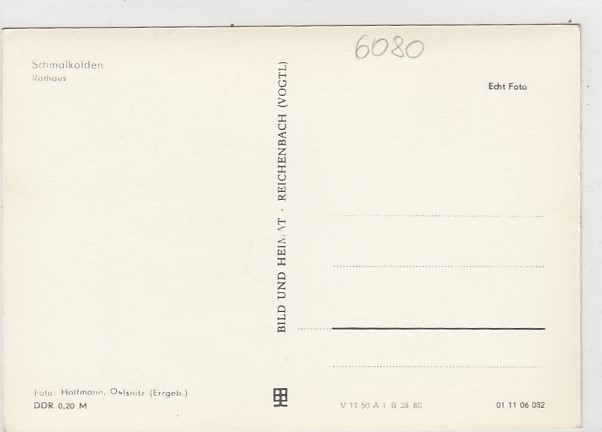 6080
Schmalkalden
Rathaus
Echt Foto
BILD UND HEIMAT · REICHENBACH (VOGTL)
Foto: Hoffmann, Oelsnitz (Erzgeb.)
DDR 0,20 M
V 11 50 A 1 B 38 80
01 11 06 082